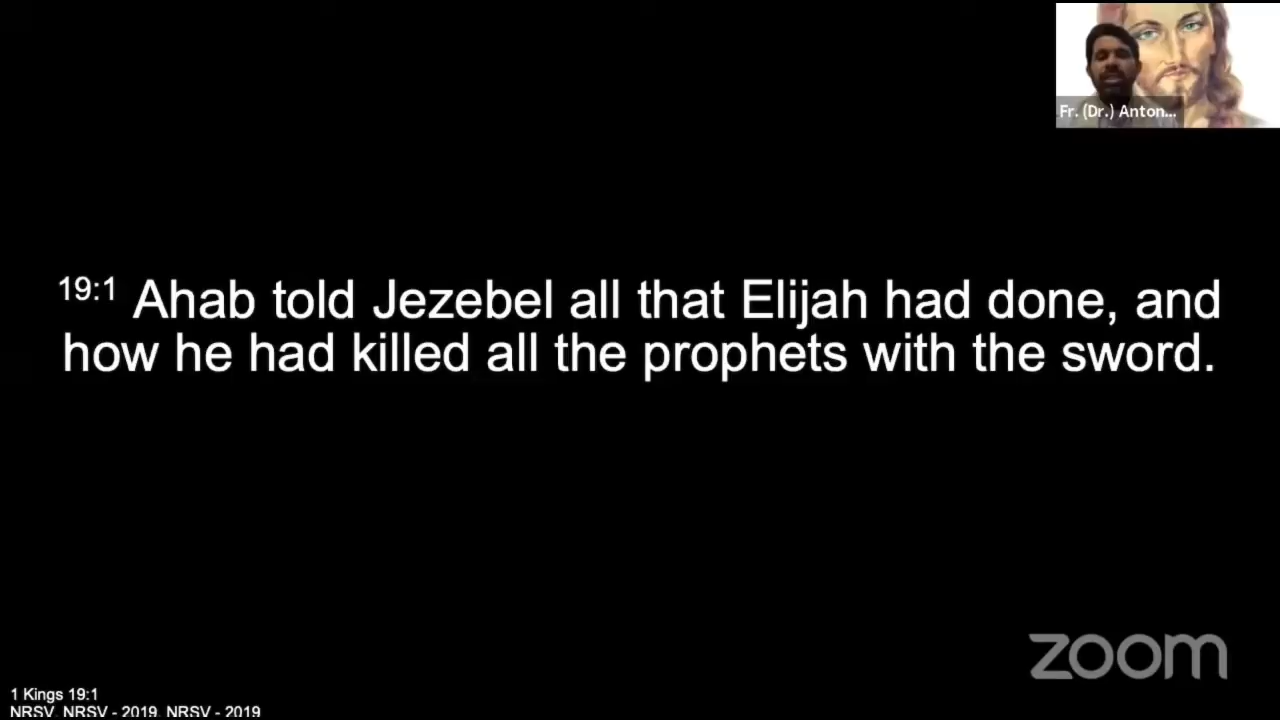 Fr. (Dr.) Anton...
19:1 Ahab told Jezebel all that Elijah had done, and
how he had killed all the prophets with the sword.
zoom
1 Kings 19:1
NRSV, NRSV - 2019, NRSV - 2019